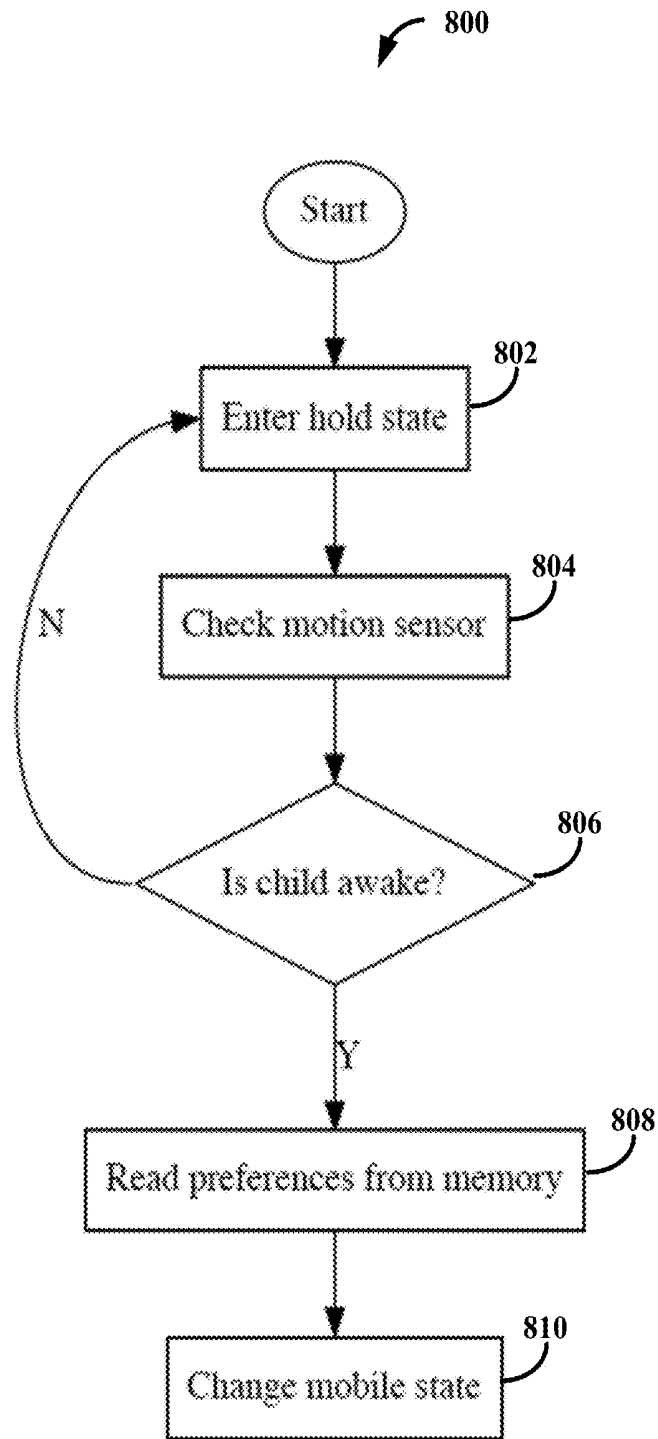 800
Start
802
Enter hold state
804
Check motion sensor
N
806
Is child awake?
Y
808
Read preferences from memory
810
Change mobile state